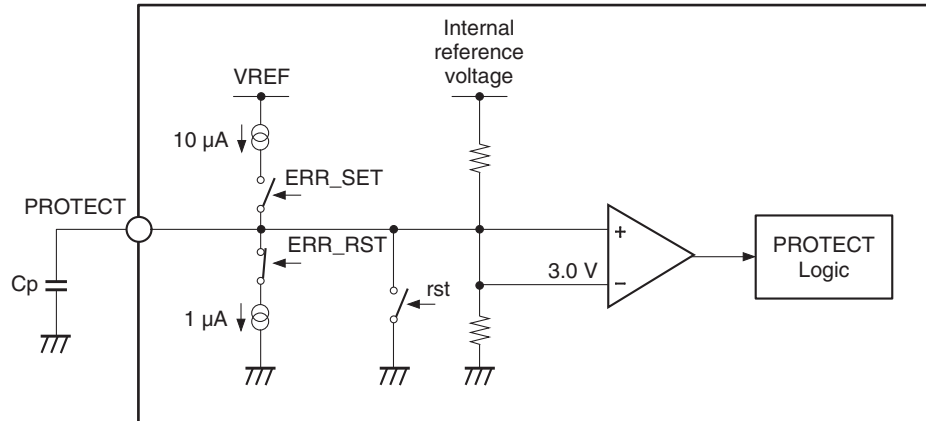 Internal
reference
voltage
VREF
10 µA
ERR_SET
PROTECT
ERR_RST
Cp
1 µA
rst
3.0 V
+
−
PROTECT
Logic